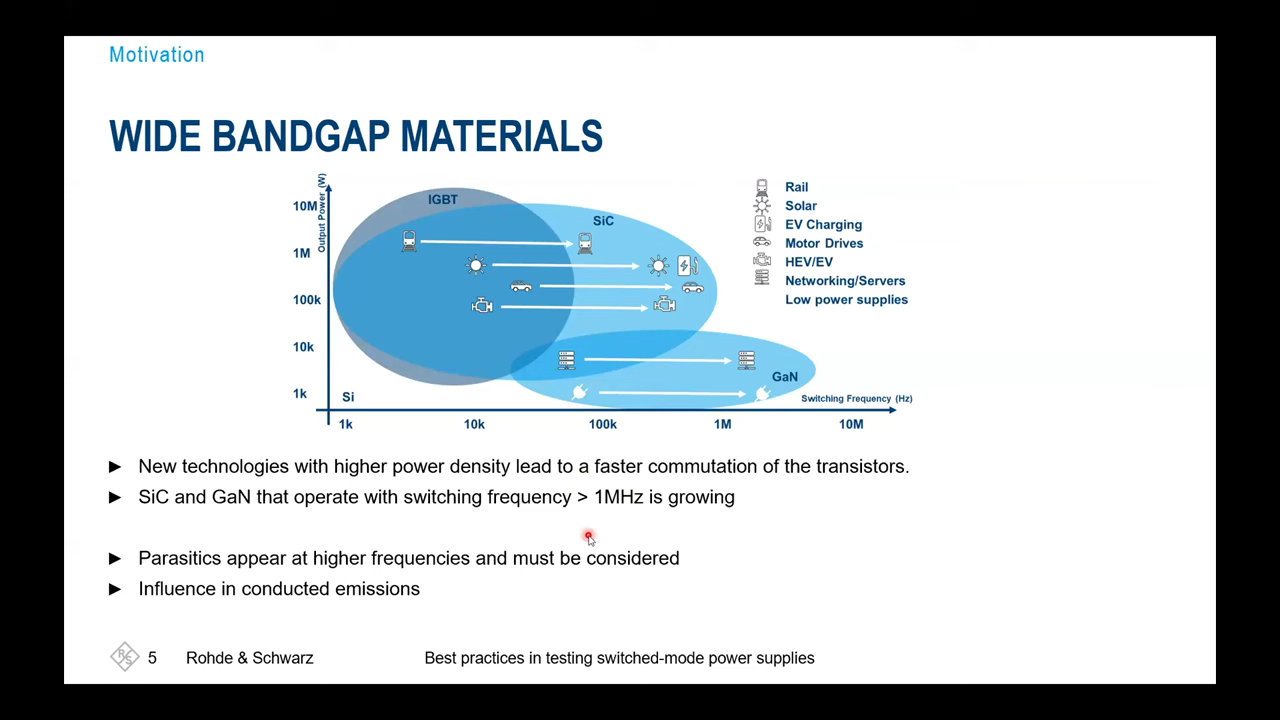 Motivation
WIDE BANDGAP MATERIALS
Output Power (W)
10M
1M
100k
10k
1k
IGBT
SiC
GaN
Si
Switching Frequency (Hz)
1k
10k
100k
1M
10M
Rail
Solar
EV Charging
Motor Drives
HEV/EV
Networking/Servers
Low power supplies
► New technologies with higher power density lead to a faster commutation of the transistors.
► SiC and GaN that operate with switching frequency > 1MHz is growing
► Parasitics appear at higher frequencies and must be considered
► Influence in conducted emissions
R&S
5
Rohde & Schwarz
Best practices in testing switched-mode power supplies